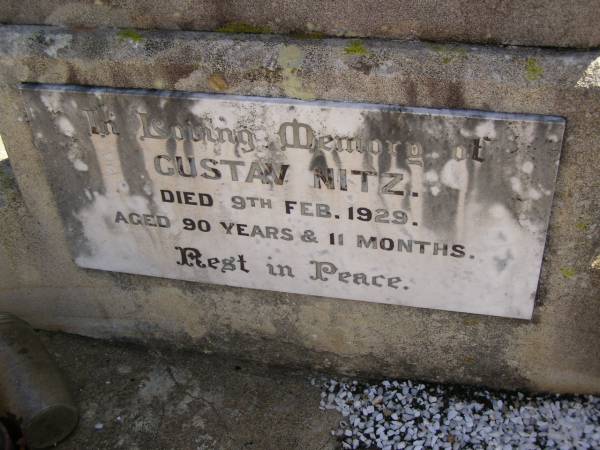 In Loving Memory of
GUSTAV NITZ.
DIED 9TH FEB. 1929.
AGED 90 YEARS & 11 MONTHS.
Rest in Peace.